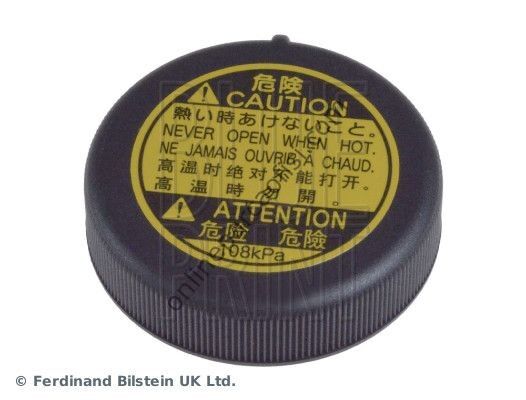 危険
CAUTION
熱い時あけないこと。
NEVER OPEN WHEN HOT.
NE JAMAIS OUVRIR À CHAUD.
高温时绝对不能打开。
高温時 開。
ATTENTION
危险 危險
108kPa
© Ferdinand Bilstein UK Ltd.